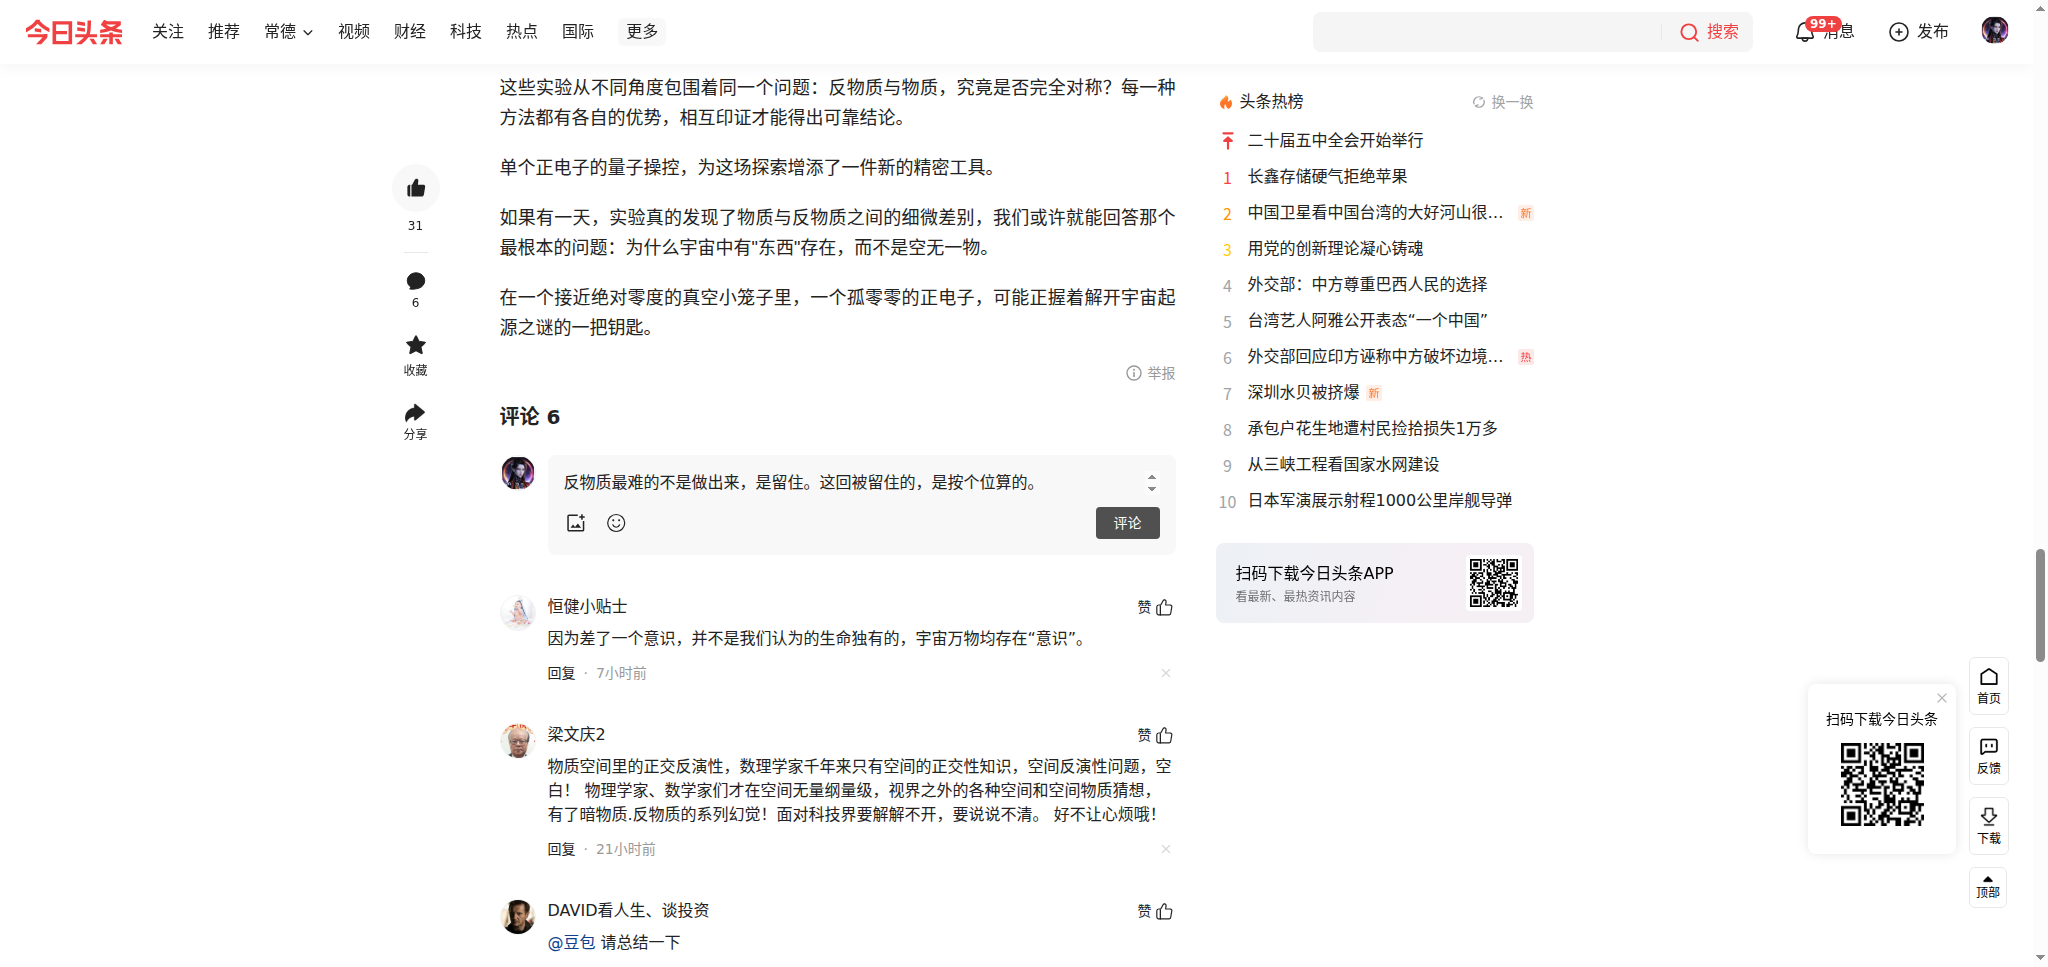 今日头条
关注 推荐 常德 视频 财经 科技 热点 国际 更多
搜索
99+
消息
发布
这些实验从不同角度包围着同一个问题：反物质与物质，究竟是否完全对称？每一种
方法都有各自的优势，相互印证才能得出可靠结论。
单个正电子的量子操控，为这场探索增添了一件新的精密工具。
如果有一天，实验真的发现了物质与反物质之间的细微差别，我们或许就能回答那个
最根本的问题：为什么宇宙中有"东西"存在，而不是空无一物。
在一个接近绝对零度的真空小笼子里，一个孤零零的正电子，可能正握着解开宇宙起
源之谜的一把钥匙。
31
6
收藏
分享
举报
评论 6
反物质最难的不是做出来，是留住。这回被留住的，是按个位算的。
评论
恒健小贴士
赞
因为差了一个意识，并不是我们认为的生命独有的，宇宙万物均存在“意识”。
回复 · 7小时前
梁文庆2
赞
物质空间里的正交反演性，数理学家千年来只有空间的正交性知识，空间反演性问题，空
白！ 物理学家、数学家们才在空间无量纲量级，视界之外的各种空间和空间物质猜想，
有了暗物质.反物质的系列幻觉！面对科技界要解解不开，要说说不清。 好不让心烦哦！
回复 · 21小时前
DAVID看人生、谈投资
赞
@豆包 请总结一下
头条热榜
换一换
二十届五中全会开始举行
1 长鑫存储硬气拒绝苹果
2 中国卫星看中国台湾的大好河山很... 新
3 用党的创新理论凝心铸魂
4 外交部：中方尊重巴西人民的选择
5 台湾艺人阿雅公开表态“一个中国”
6 外交部回应印方诬称中方破坏边境... 热
7 深圳水贝被挤爆 新
8 承包户花生地遭村民捡拾损失1万多
9 从三峡工程看国家水网建设
10 日本军演展示射程1000公里岸舰导弹
扫码下载今日头条APP
看最新、最热资讯内容
扫码下载今日头条
首页
反馈
下载
顶部